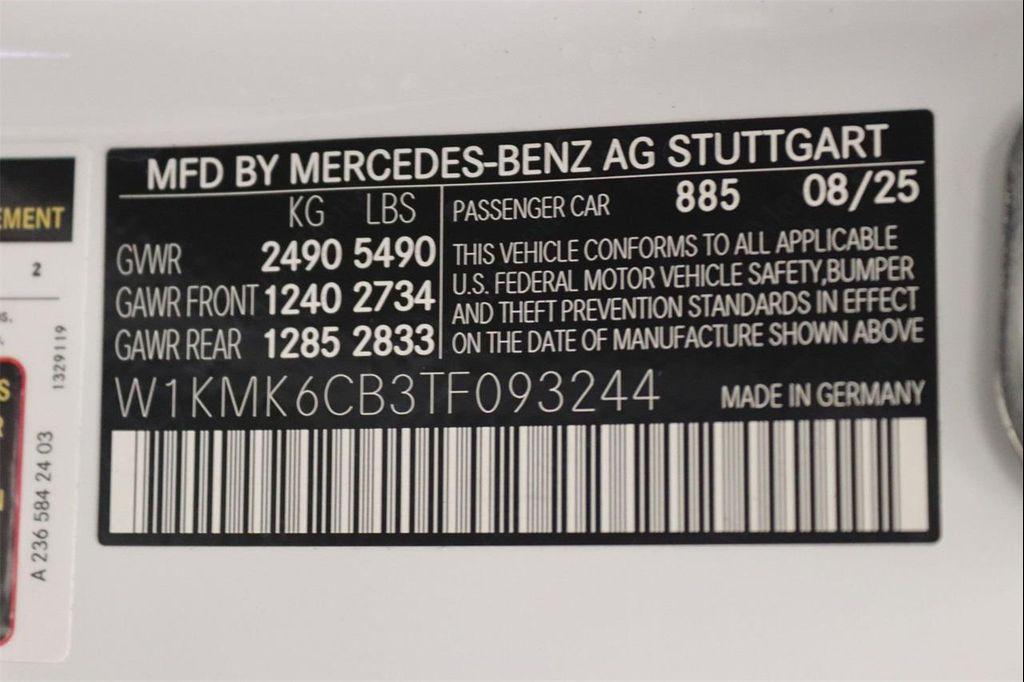 MFD BY MERCEDES-BENZ AG STUTTGART
KG LBS
GVWR 2490 5490
GAWR FRONT 1240 2734
GAWR REAR 1285 2833
PASSENGER CAR 885 08/25
THIS VEHICLE CONFORMS TO ALL APPLICABLE
U.S. FEDERAL MOTOR VEHICLE SAFETY,BUMPER
AND THEFT PREVENTION STANDARDS IN EFFECT
ON THE DATE OF MANUFACTURE SHOWN ABOVE
W1KMK6CB3TF093244 MADE IN GERMANY
EMENT
2
1329119
A 236 584 24 03